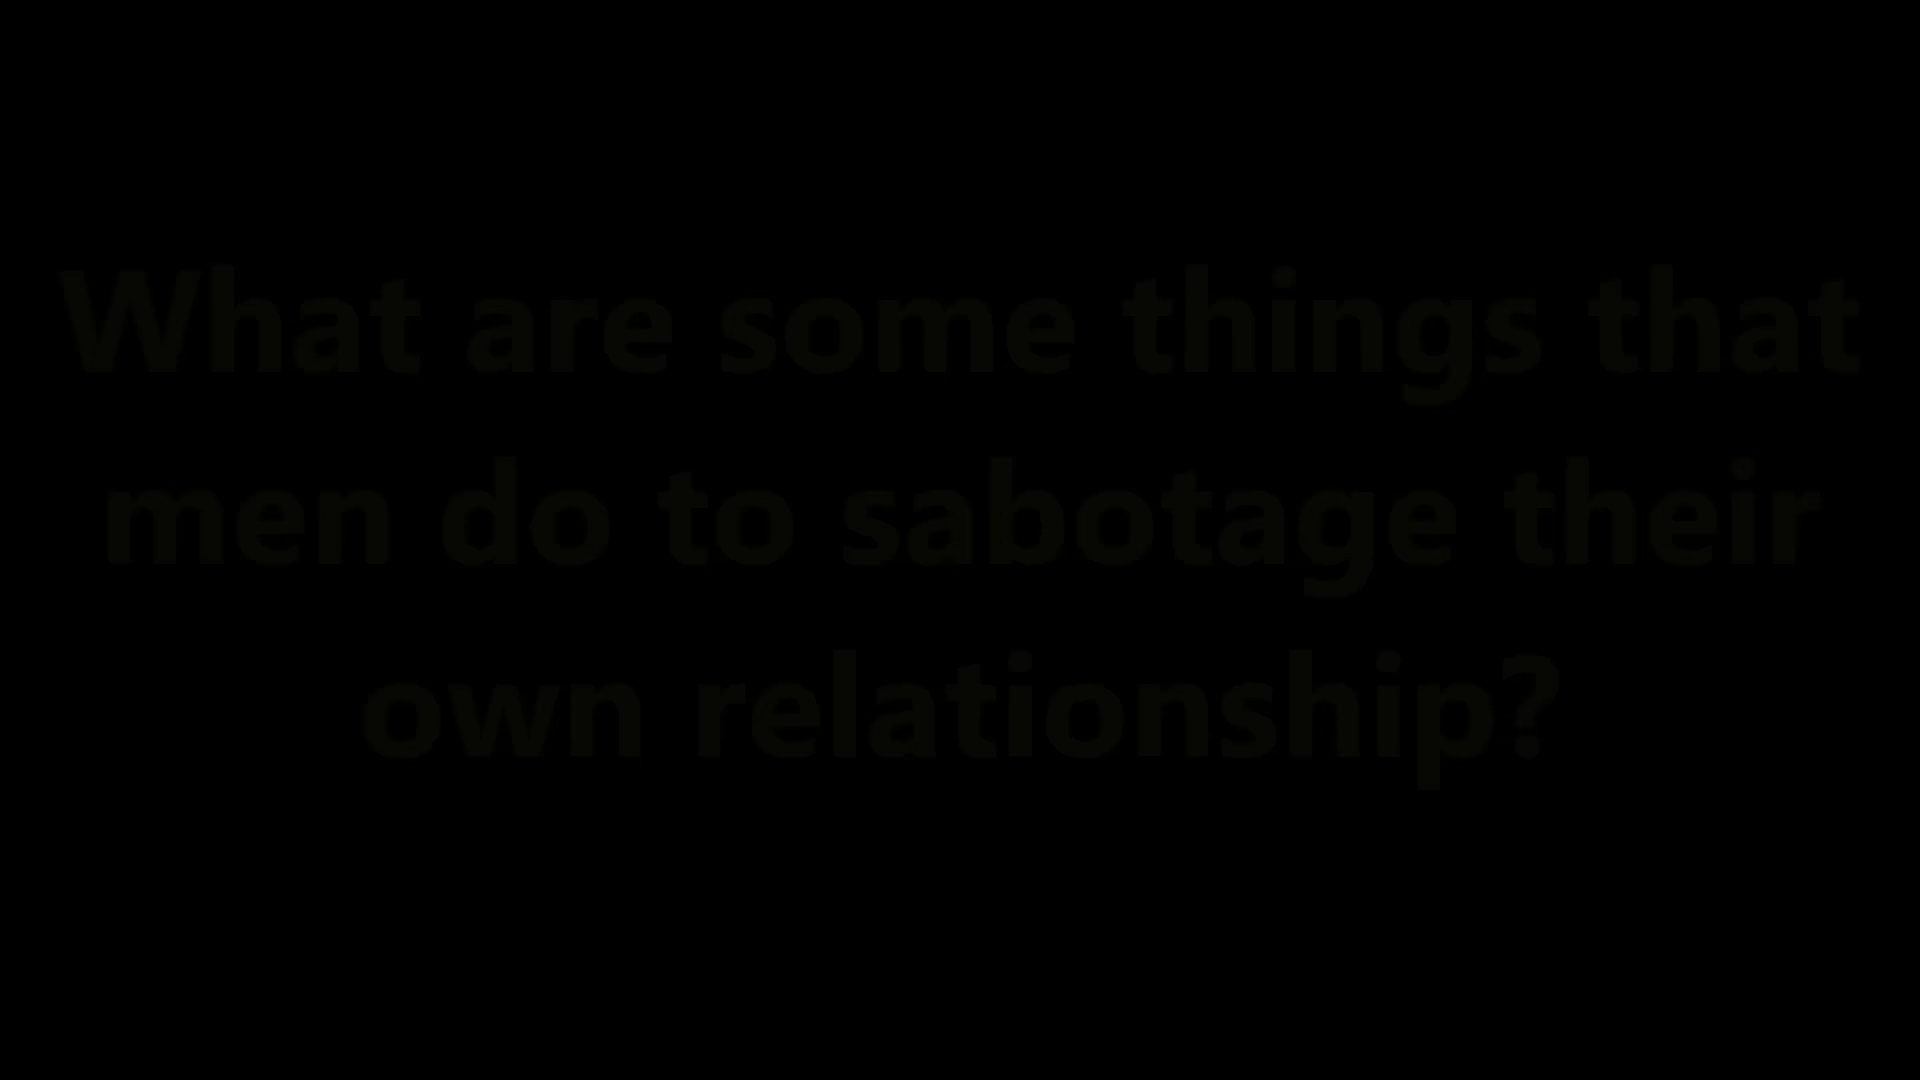 What are some things that
men do to sabotage their
own relationship?